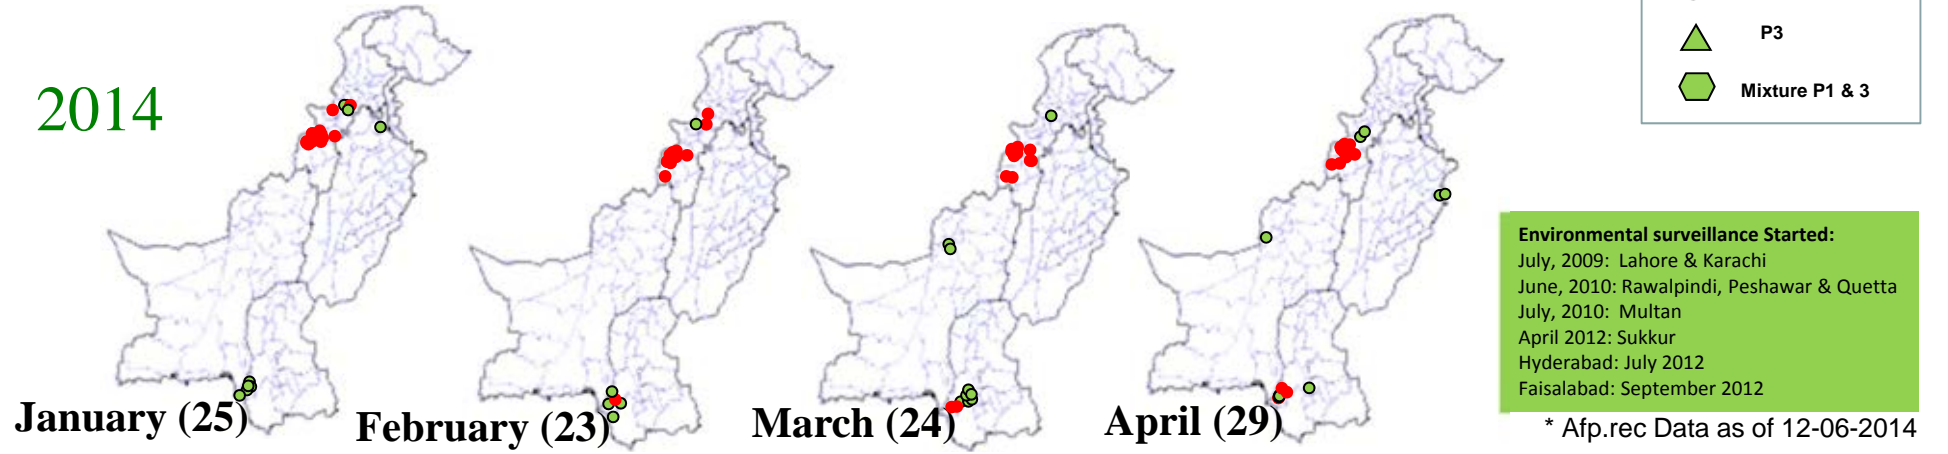 2014
January (25)
February (23)
March (24)
April (29)
P3
Mixture P1 & 3
Environmental surveillance Started:
July, 2009:  Lahore & Karachi
June, 2010: Rawalpindi, Peshawar & Quetta
July, 2010:  Multan
April 2012: Sukkur
Hyderabad: July 2012
Faisalabad: September 2012
* Afp.rec Data as of 12-06-2014